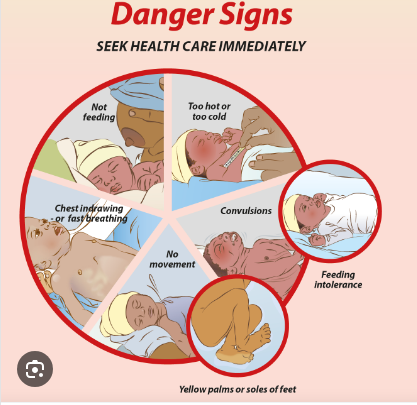 Danger Signs
SEEK HEALTH CARE IMMEDIATELY
Not
feeding
Too hot or
too cold
Chest indrawing
or fast breathing
Convulsions
No
movement
Feeding
intolerance
Yellow palms or soles of feet